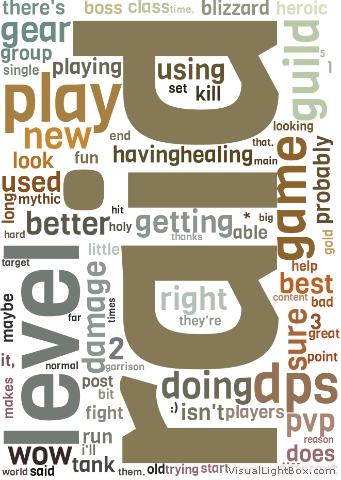 there's boss class time. blizzard heroic
gear
group
single playing using guild s 1
set kill
play
new end looking
look fun havinghealing that. main
used
long mythic
hard better hit holy getting able * big
thanks
raid
game probably gold
target little
level damage times far
maybe
right
they're
help
best
content bad
sure 3 great
point
it, normal 2 garrison
makes post bit doing dps
fight :) isn't players pvp
reason
run does
wow i'll
world said tank them. old trying start
VisualLightBox.com